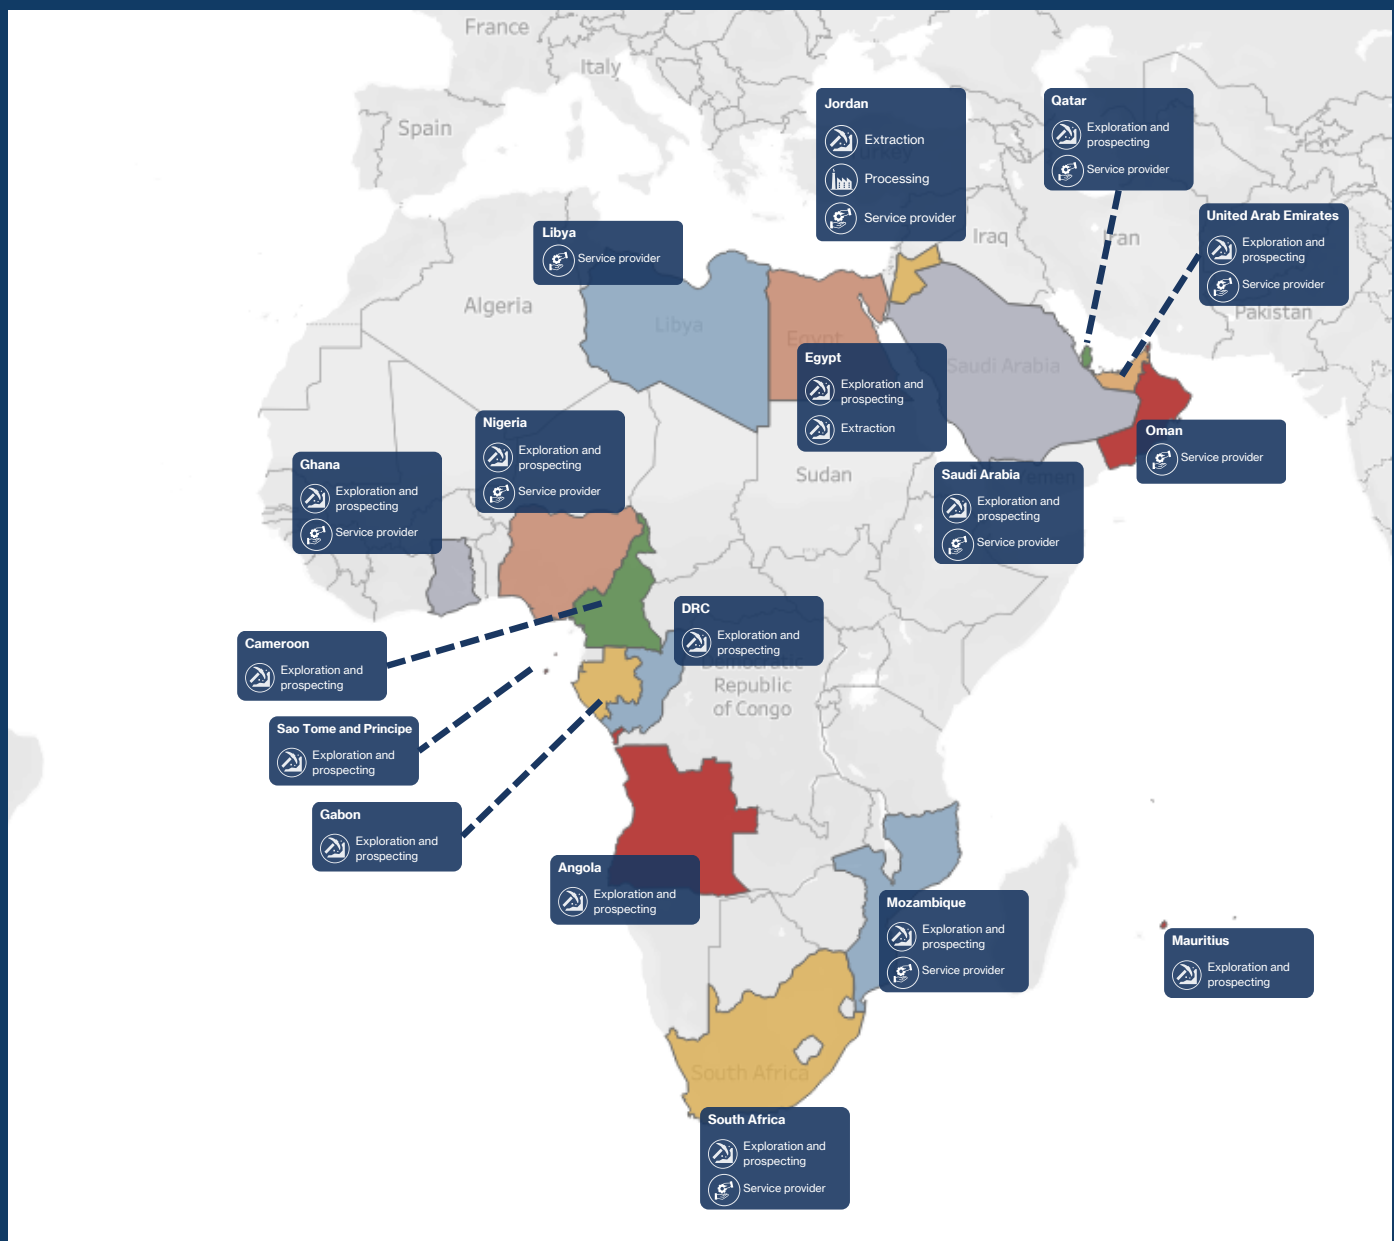 France
Italy
Spain
Algeria
Iraq
Iran
Pakistan
Libya
Egypt
Saudi Arabia
Sudan
Yemen
Turkey
Democratic
Republic
of Congo
South Africa
Jordan
Extraction
Processing
Service provider
Qatar
Exploration and
prospecting
Service provider
United Arab Emirates
Exploration and
prospecting
Service provider
Libya
Service provider
Egypt
Exploration and
prospecting
Extraction
Nigeria
Exploration and
prospecting
Service provider
Ghana
Exploration and
prospecting
Service provider
Oman
Service provider
Saudi Arabia
Exploration and
prospecting
Service provider
DRC
Exploration and
prospecting
Cameroon
Exploration and
prospecting
Sao Tome and Principe
Exploration and
prospecting
Gabon
Exploration and
prospecting
Angola
Exploration and
prospecting
Mozambique
Exploration and
prospecting
Service provider
Mauritius
Exploration and
prospecting
South Africa
Exploration and
prospecting
Service provider